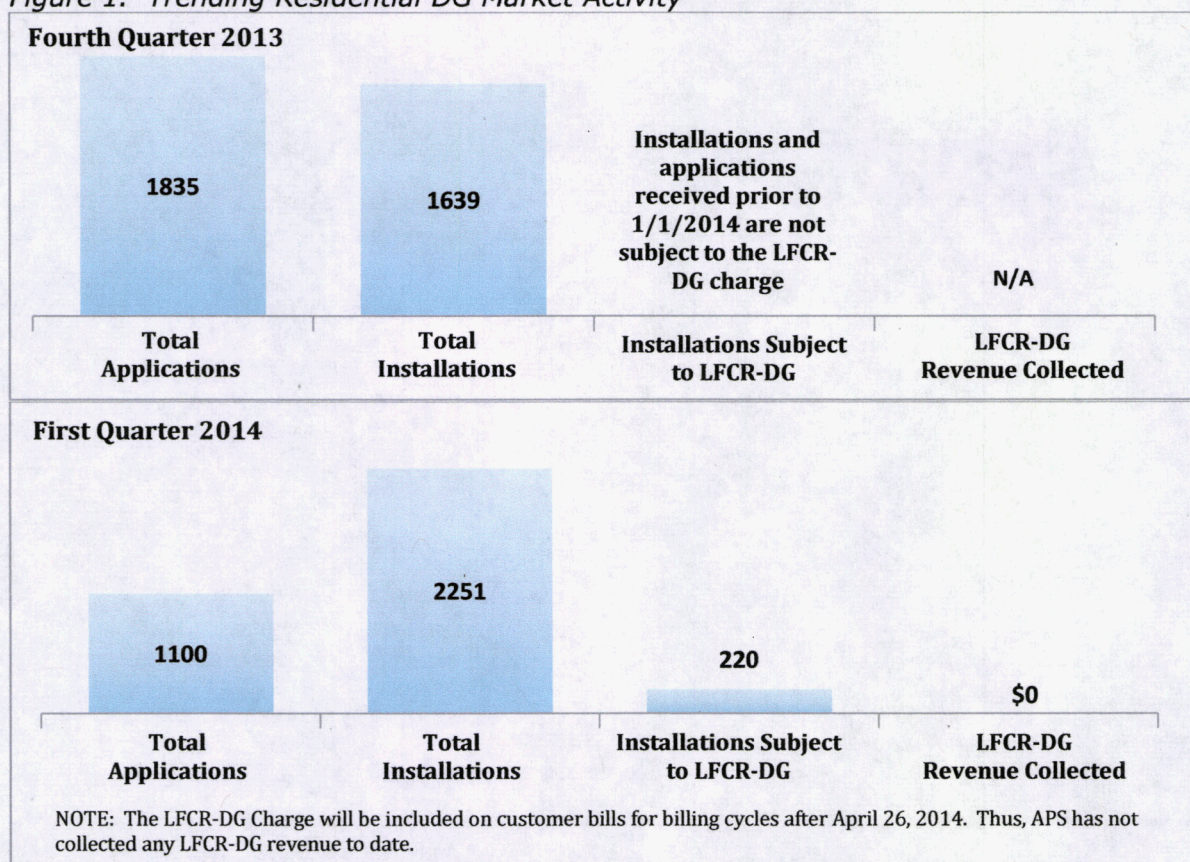 Figure 1. Trending Residential DG Market Activity
Fourth Quarter 2013
1835
1639
Installations and
applications
received prior to
1/1/2014 are not
subject to the LFCR-
DG charge
N/A
Total
Applications
Total
Installations
Installations Subject
to LFCR-DG
LFCR-DG
Revenue Collected
First Quarter 2014
1100
2251
220
$0
Total
Applications
Total
Installations
Installations Subject
to LFCR-DG
LFCR-DG
Revenue Collected
NOTE: The LFCR-DG Charge will be included on customer bills for billing cycles after April 26, 2014. Thus, APS has not
collected any LFCR-DG revenue to date.